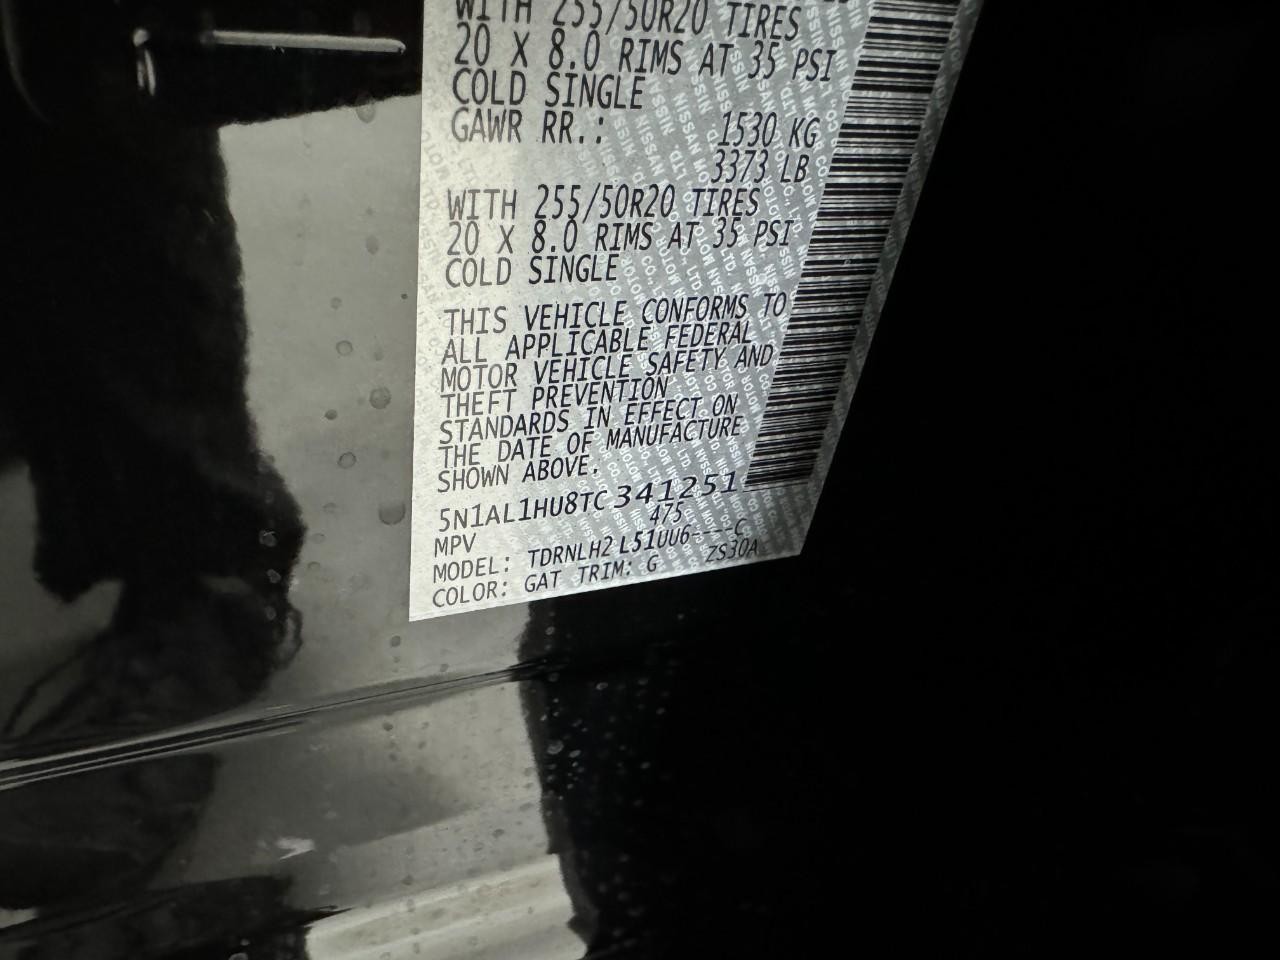 WITH 255/50R20 TIRES
20 X 8.0 RIMS AT 35 PSI
COLD SINGLE
GAWR RR.: 1530 KG
3373 LB
WITH 255/50R20 TIRES
20 X 8.0 RIMS AT 35 PSI
COLD SINGLE
THIS VEHICLE CONFORMS TO
ALL APPLICABLE FEDERAL
MOTOR VEHICLE SAFETY AND
THEFT PREVENTION
STANDARDS IN EFFECT ON
THE DATE OF MANUFACTURE
SHOWN ABOVE.
5N1AL1HU8TC341251
MPV 475
MODEL: TDRNLH2 L51UU6----C
COLOR: GAT TRIM: G ZS30A